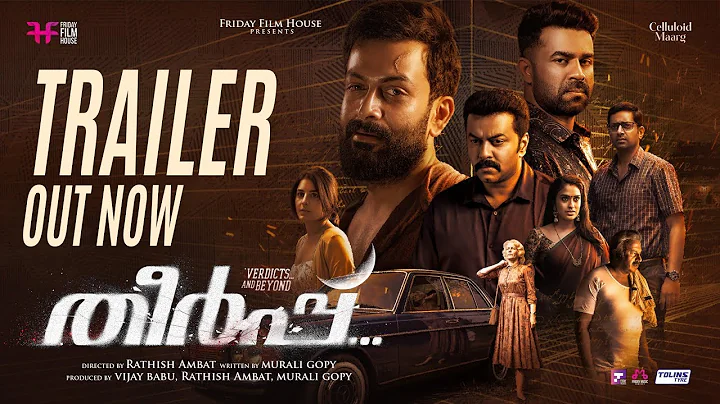 FRIDAY FILM HOUSE
PRESENTS
FRIDAY
FILM
HOUSE
Celluloid
Maarg
TRAILER
OUT NOW
VERDICTS...
AND BEYOND
തീർപ്പ്...
DIRECTED BY RATHISH AMBAT WRITTEN BY MURALI GOPY
PRODUCED BY VIJAY BABU, RATHISH AMBAT, MURALI GOPY
TOLINS
TYRE